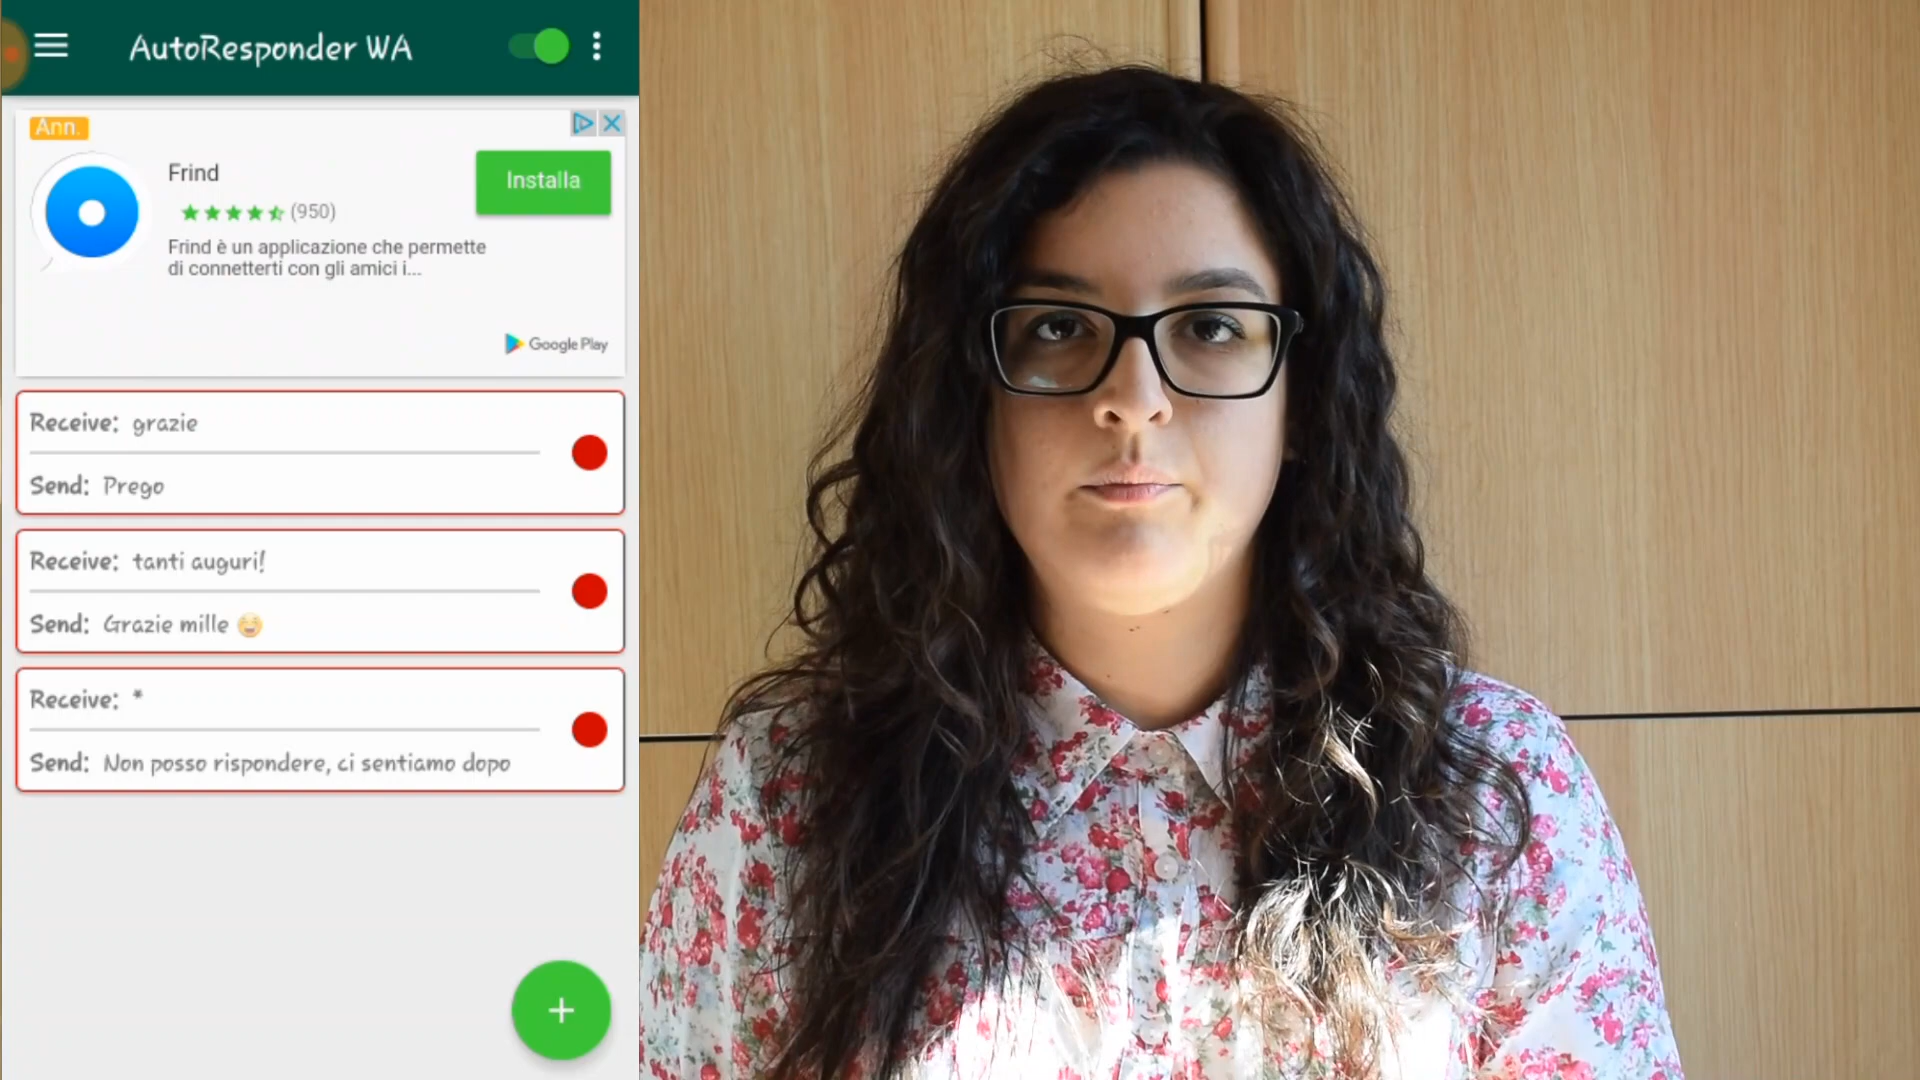 AutoResponder WA
Ann.
Frind
(950)
Installa
Frind è un applicazione che permette
di connetterti con gli amici i...
Google Play
Receive: grazie
Send: Prego
Receive: tanti auguri!
Send: Grazie mille 😂
Receive: *
Send: Non posso rispondere, ci sentiamo dopo